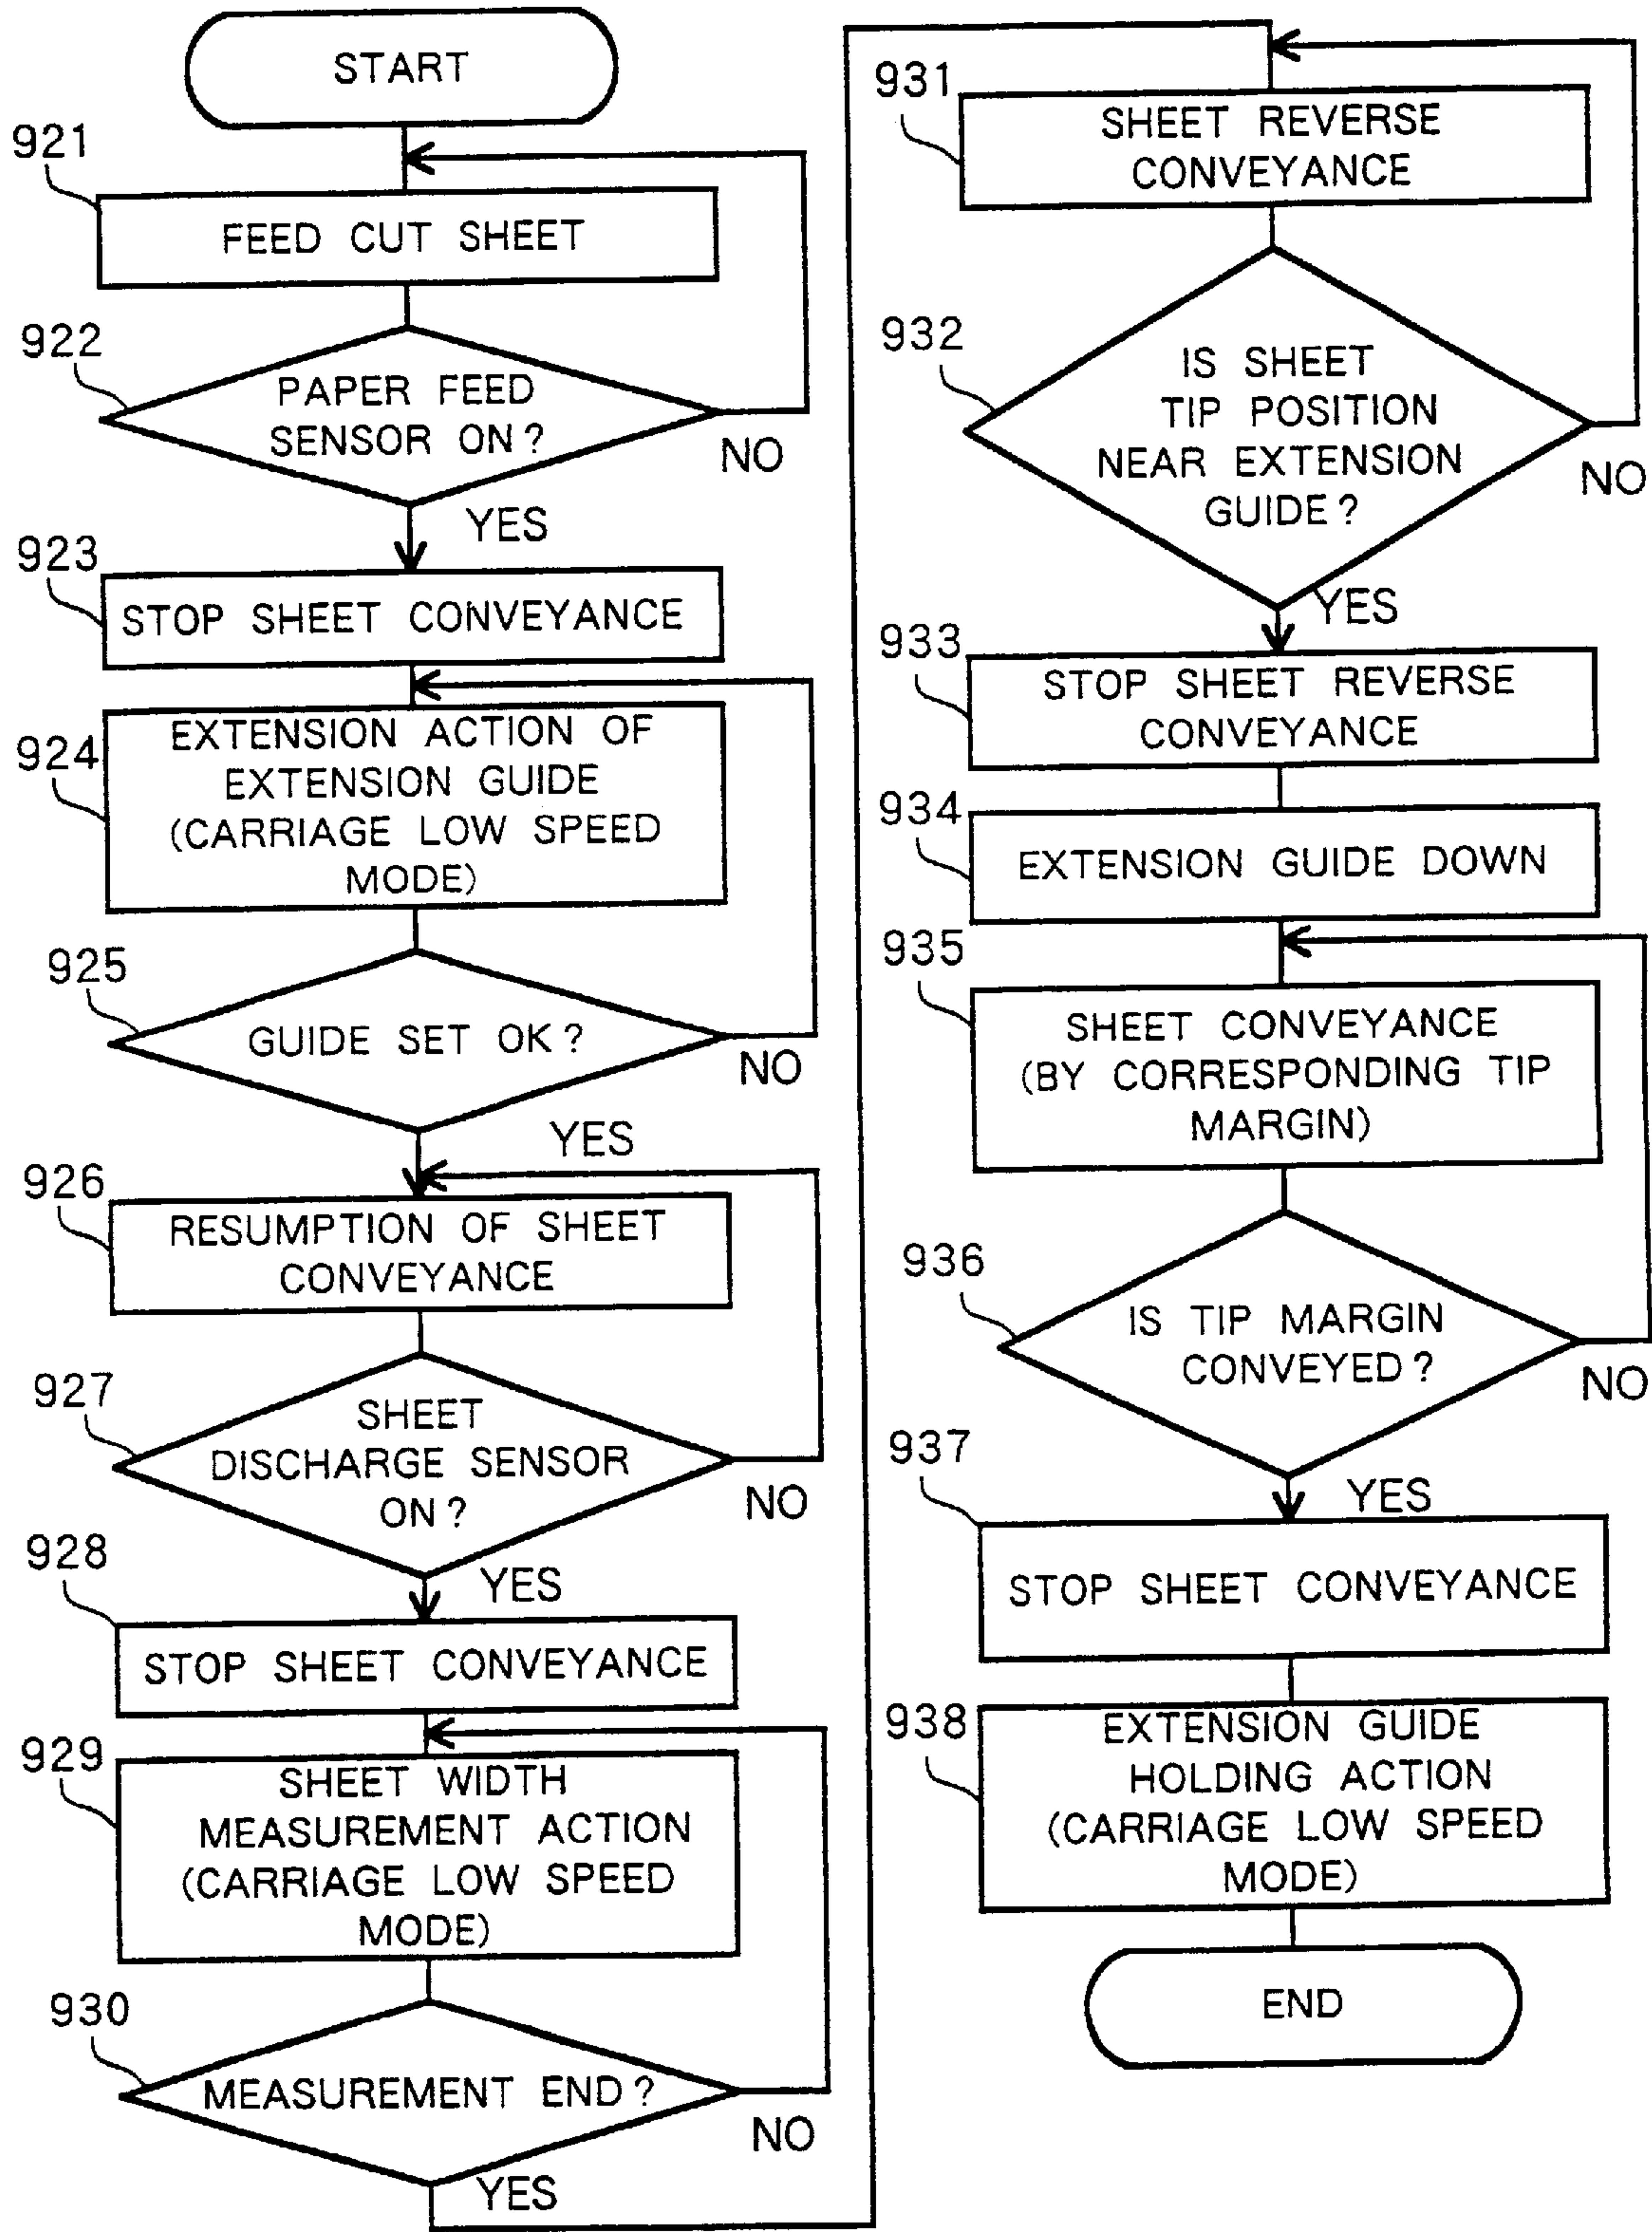 START
921
FEED CUT SHEET
922
PAPER FEED
SENSOR ON?
NO
YES
923
STOP SHEET CONVEYANCE
924
EXTENSION ACTION OF
EXTENSION GUIDE
(CARRIAGE LOW SPEED
MODE)
925
GUIDE SET OK?
NO
YES
926
RESUMPTION OF SHEET
CONVEYANCE
927
SHEET
DISCHARGE SENSOR
ON?
NO
YES
928
STOP SHEET CONVEYANCE
929
SHEET WIDTH
MEASUREMENT ACTION
(CARRIAGE LOW SPEED
MODE)
930
MEASUREMENT END?
NO
YES
931
SHEET REVERSE
CONVEYANCE
932
IS SHEET
TIP POSITION
NEAR EXTENSION
GUIDE?
NO
YES
933
STOP SHEET REVERSE
CONVEYANCE
934
EXTENSION GUIDE DOWN
935
SHEET CONVEYANCE
(BY CORRESPONDING TIP
MARGIN)
936
IS TIP MARGIN
CONVEYED?
NO
YES
937
STOP SHEET CONVEYANCE
938
EXTENSION GUIDE
HOLDING ACTION
(CARRIAGE LOW SPEED
MODE)
END